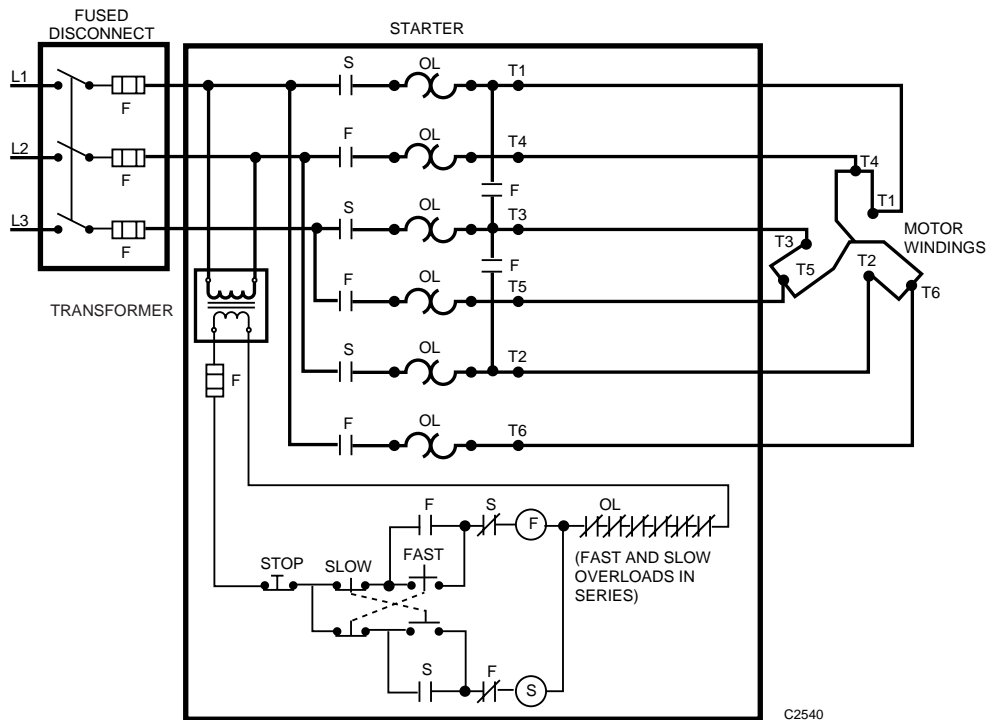 FUSED
DISCONNECT
STARTER
L1
F
S
OL
T1
L2
F
F
OL
T4
T4
T1
F
L3
F
S
OL
T3
T3
MOTOR
WINDINGS
F
TRANSFORMER
F
OL
T5
T5
T2
T6
F
S
OL
T2
F
OL
T6
F
S
F
OL
STOP
SLOW
FAST
(FAST AND SLOW
OVERLOADS IN
SERIES)
S
F
S
C2540